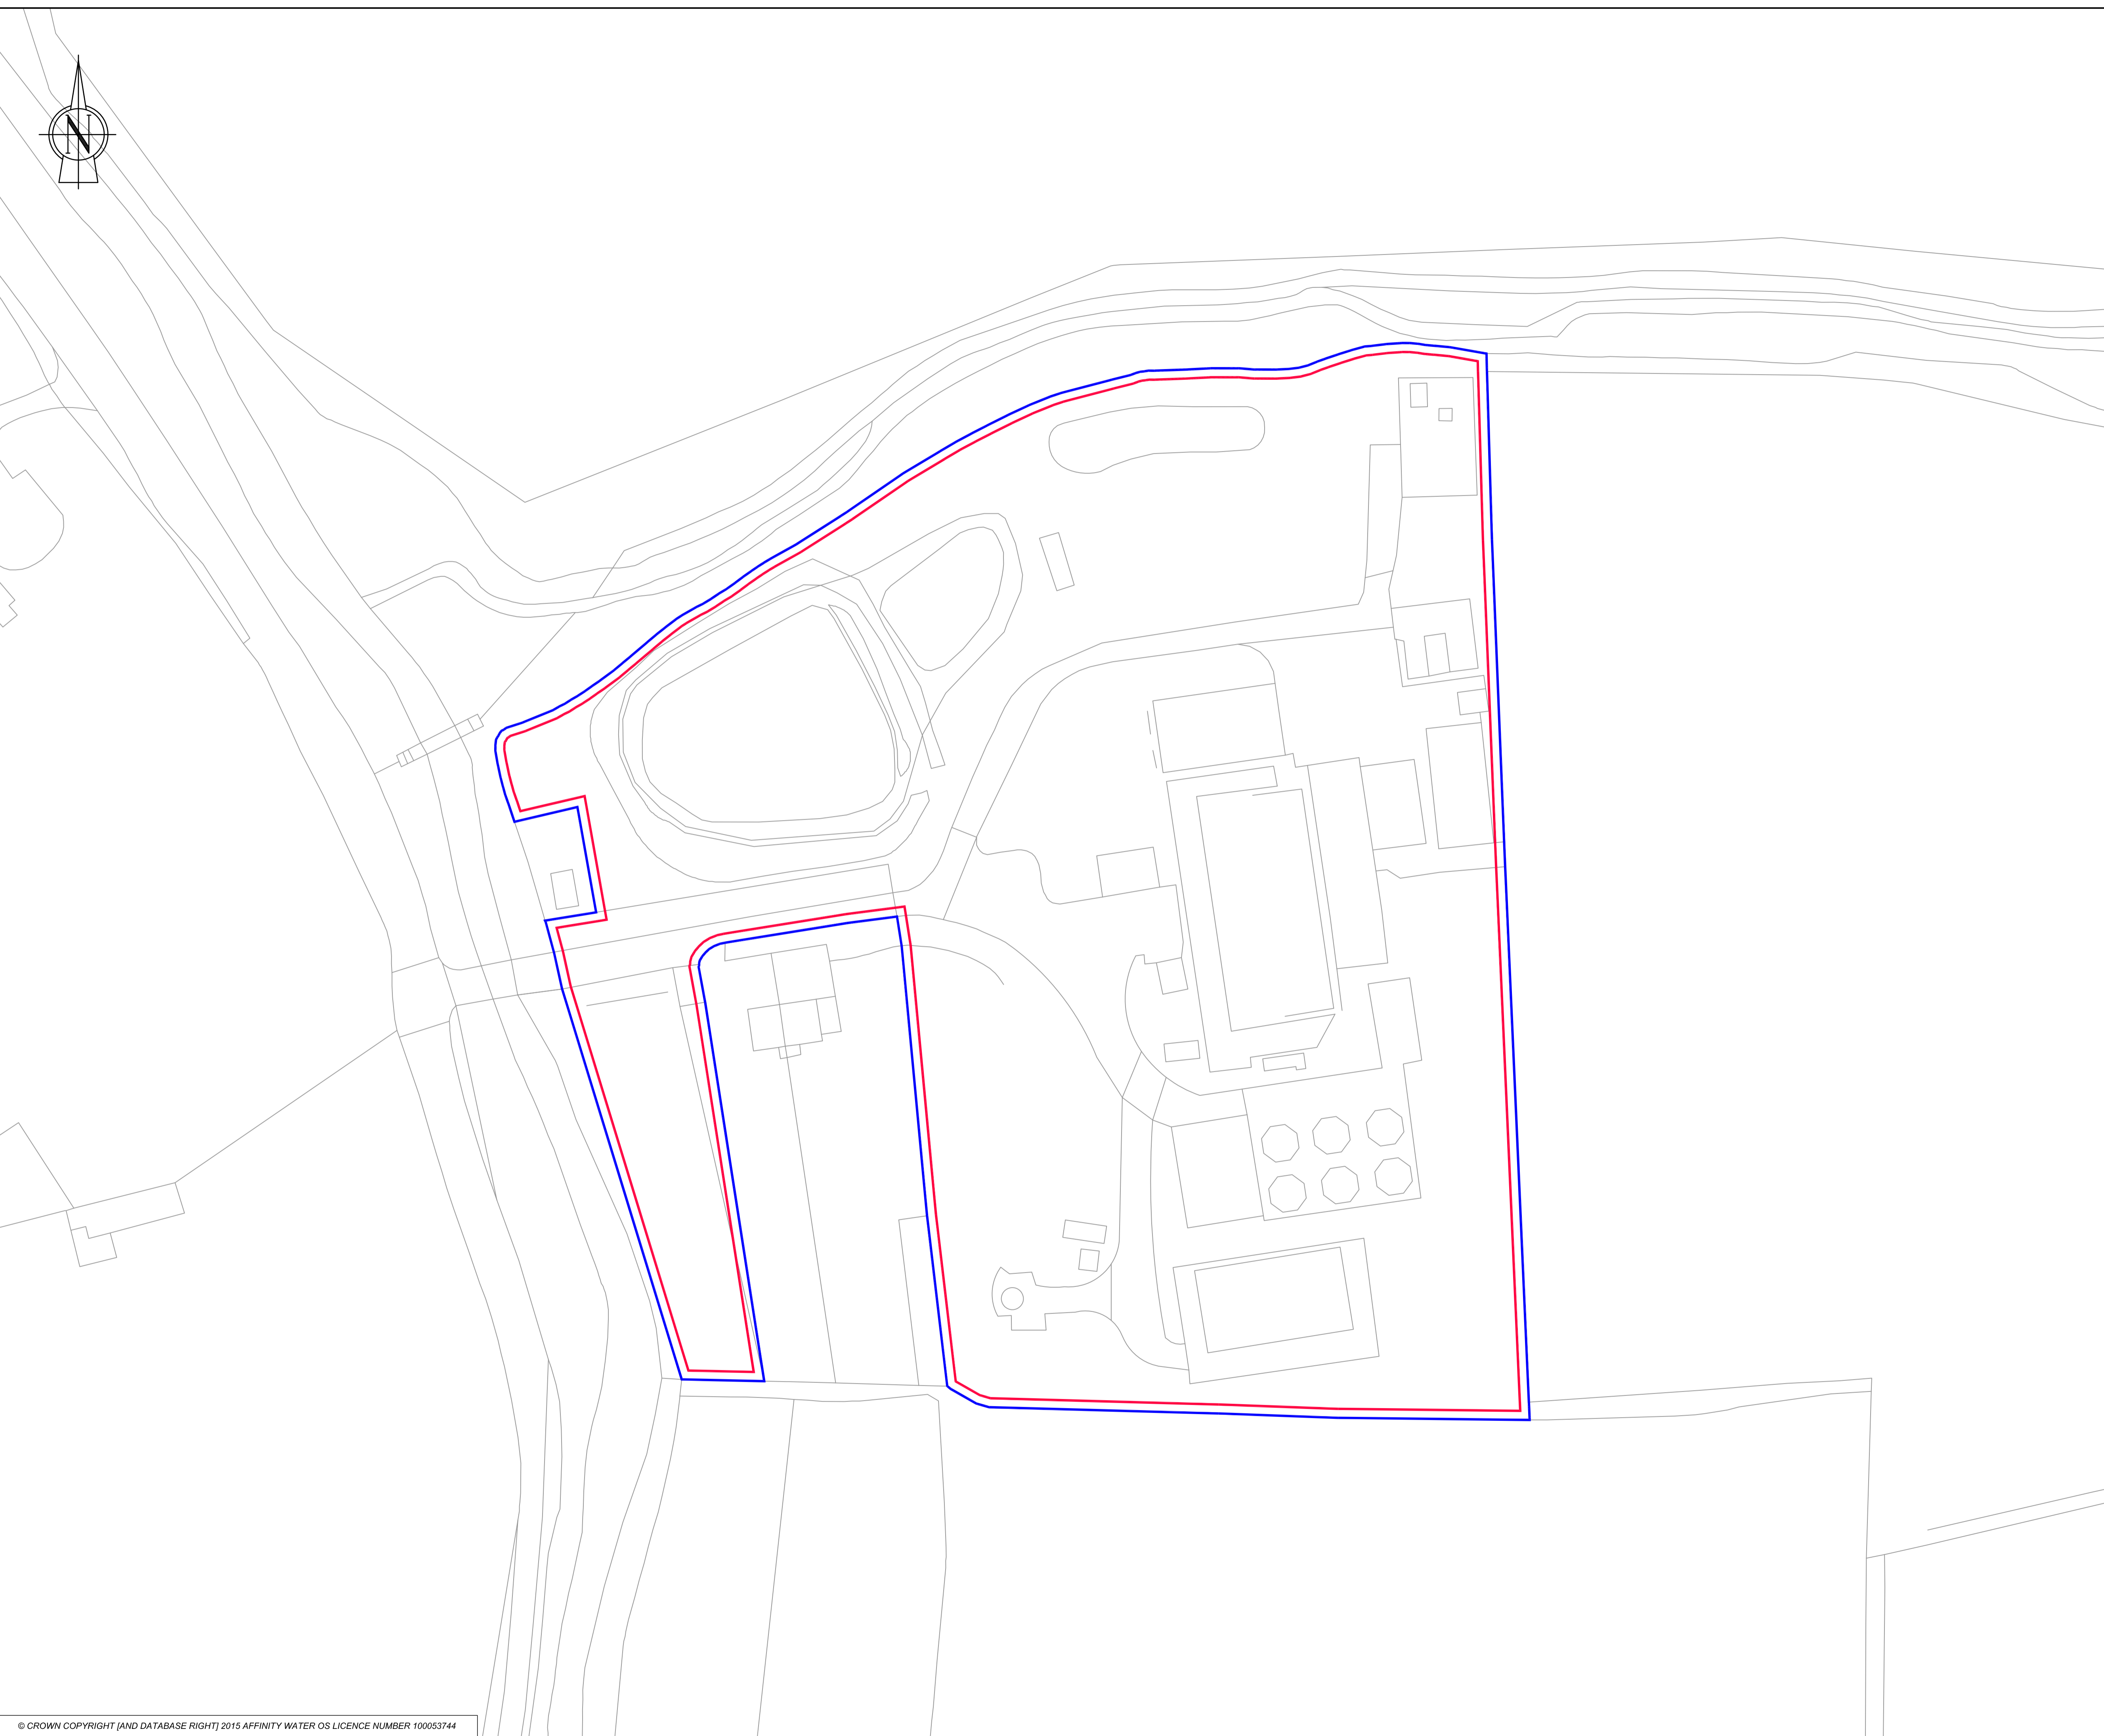 N
© CROWN COPYRIGHT [AND DATABASE RIGHT] 2015 AFFINITY WATER OS LICENCE NUMBER 100053744